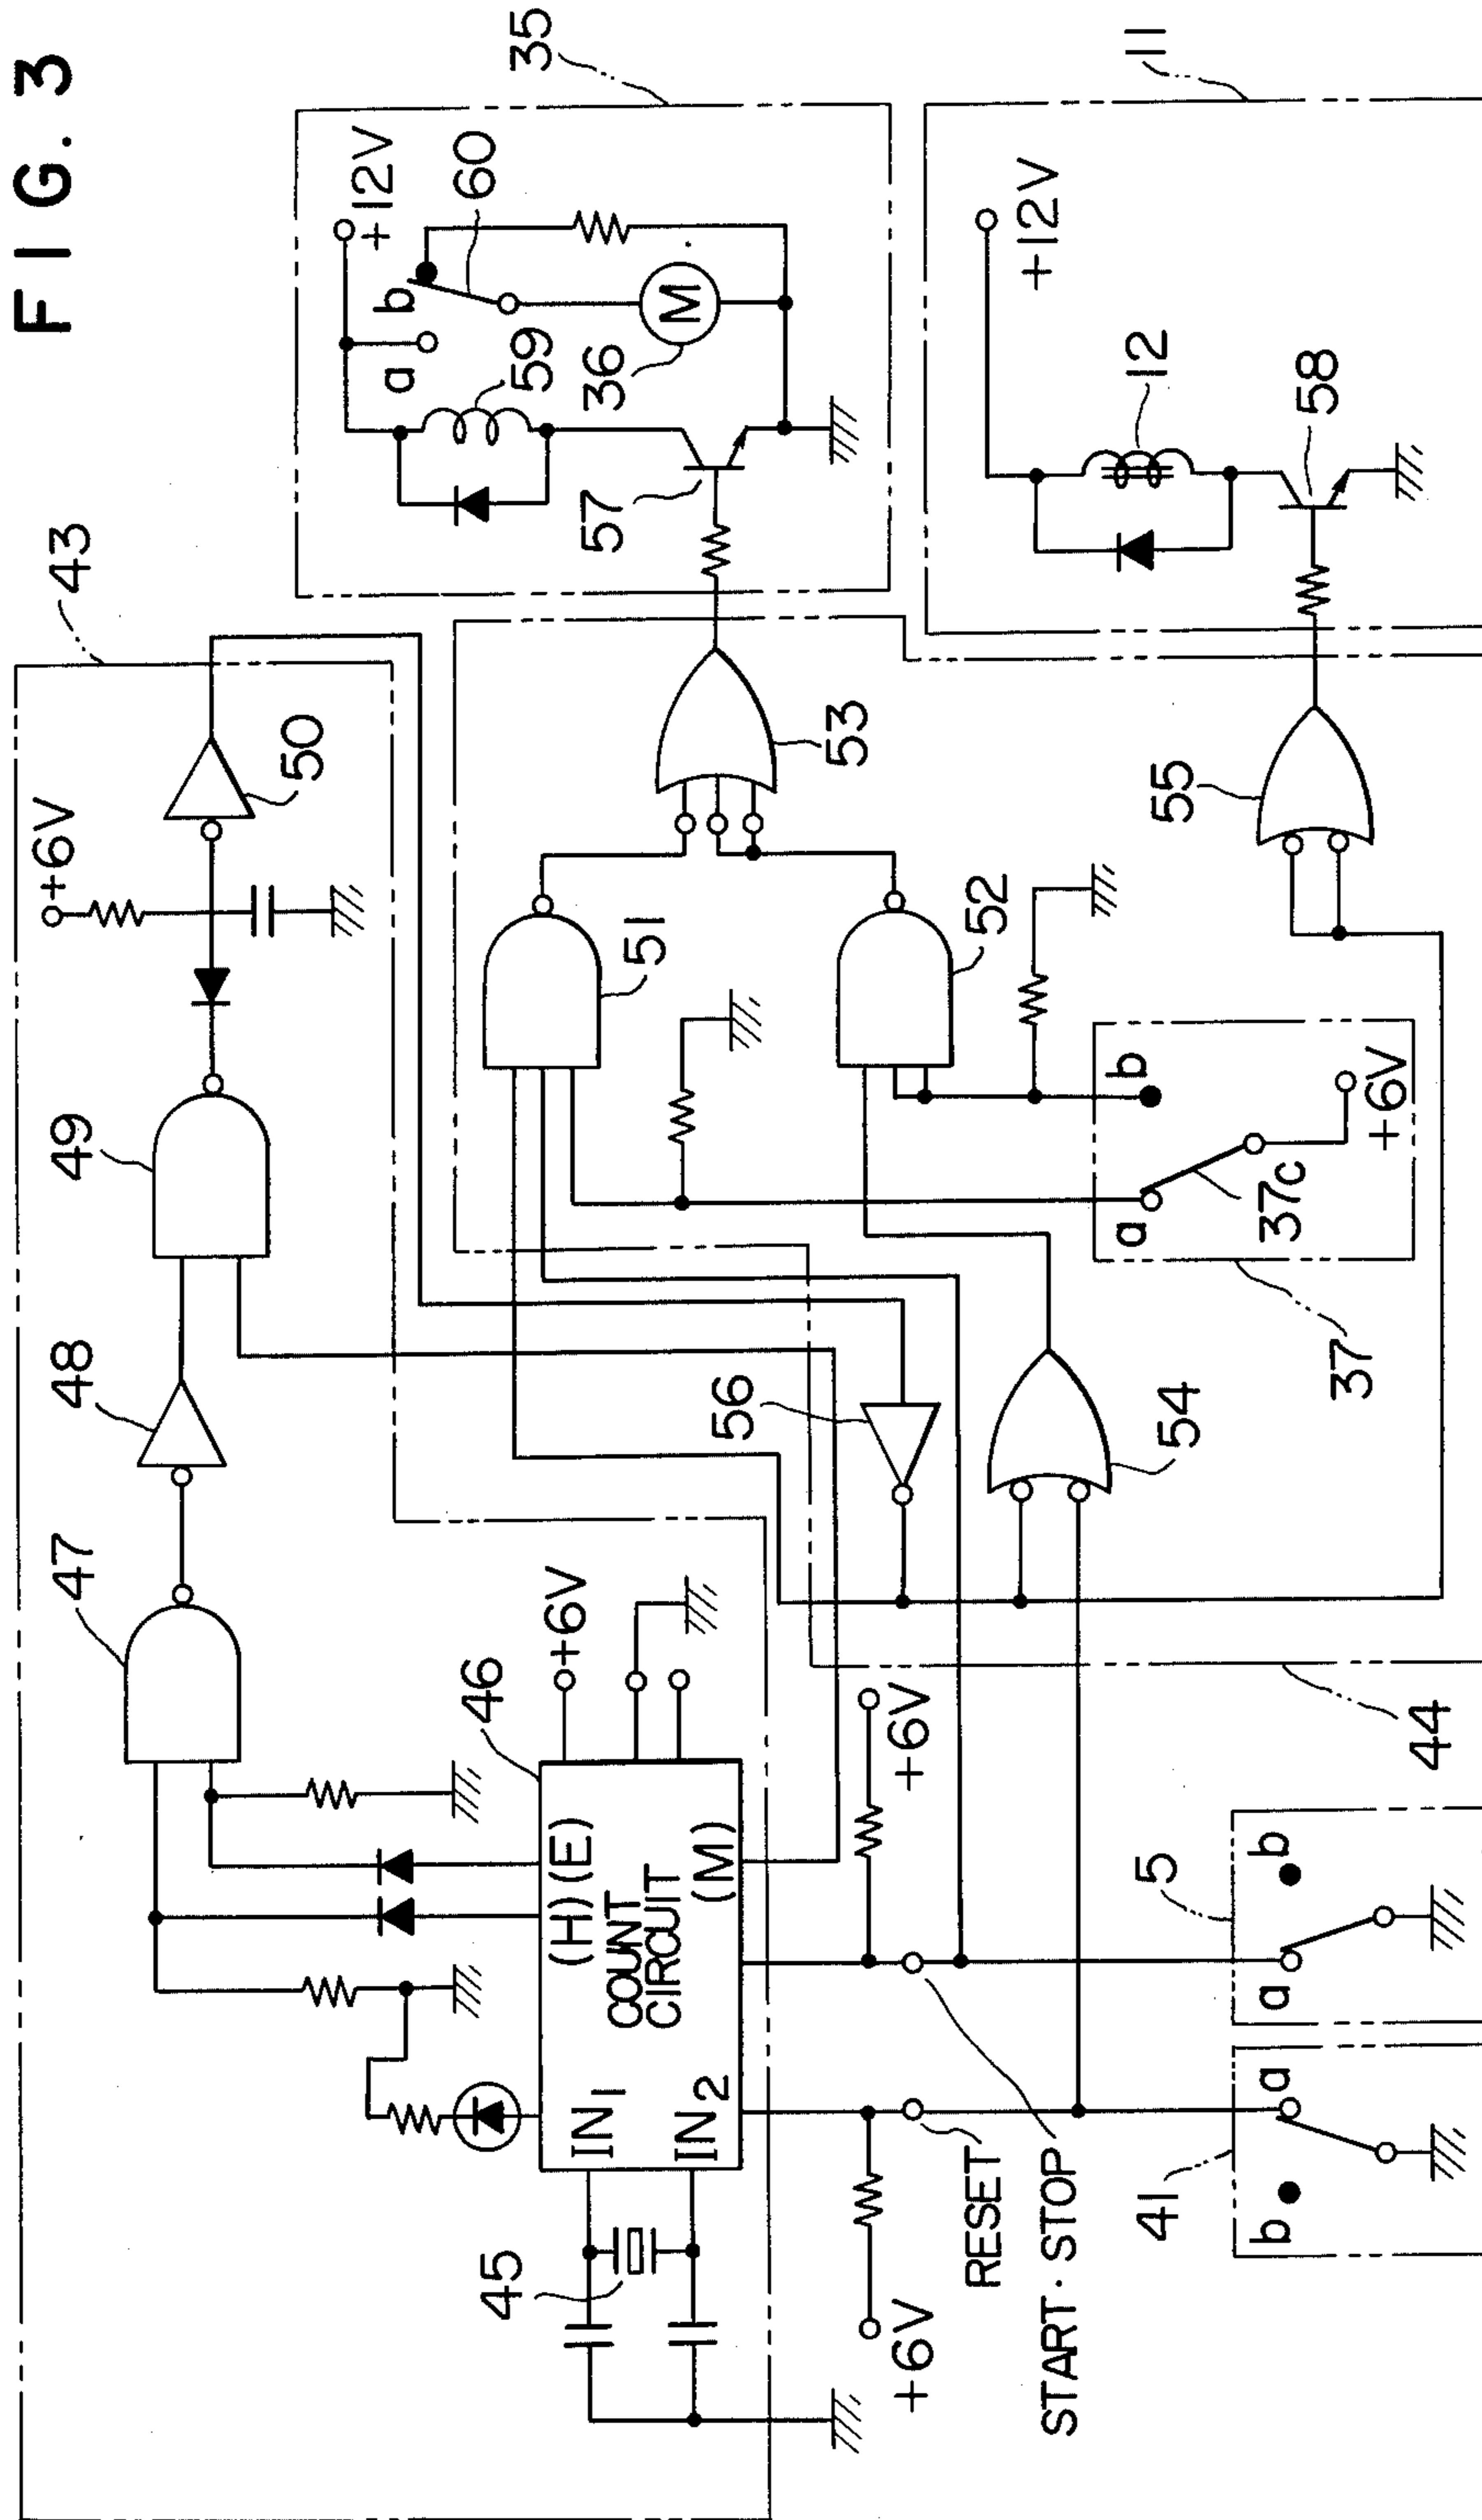 FIG. 3
43
+6V
50
49
48
47
46
+6V
(H) (E)
COUNT
CIRCUIT
(M)
IN1
IN2
45
+6V
RESET
START·STOP
+6V
41
b
a
5
a
b
44
56
54
51
52
53
37
a
b
37c
+6V
55
35
+12V
a
b
60
59
36
M
57
11
+12V
12
58